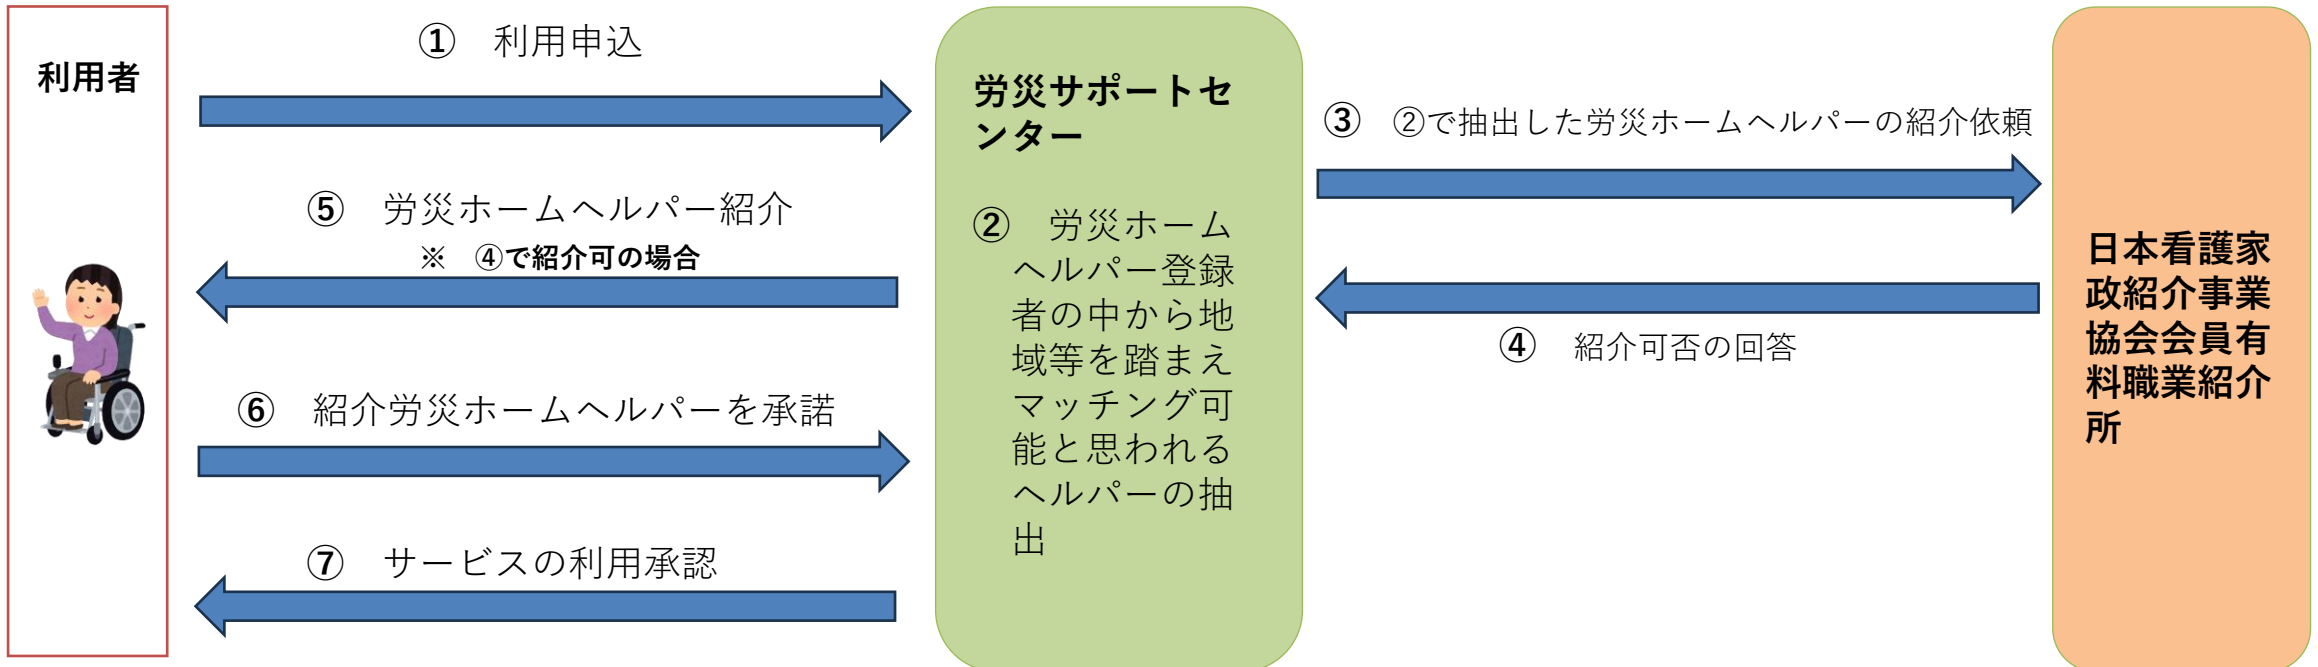 利用者
① 利用申込
⑤ 労災ホームヘルパー紹介
※ ④で紹介可の場合
⑥ 紹介労災ホームヘルパーを承諾
⑦ サービスの利用承認
労災サポートセ
ンター
② 労災ホーム
ヘルパー登録
者の中から地
域等を踏まえ
マッチング可
能と思われる
ヘルパーの抽
出
③ ②で抽出した労災ホームヘルパーの紹介依頼
④ 紹介可否の回答
日本看護家
政紹介事業
協会会員有
料職業紹介
所